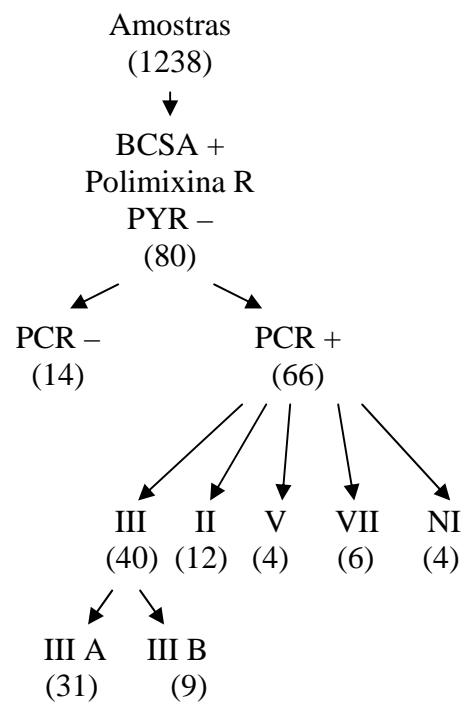 Amostras
(1238)
BCSA +
Polimixina R
PYR –
(80)
PCR – PCR +
(14) (66)
III II V VII NI
(40) (12) (4) (6) (4)
III A III B
(31) (9)